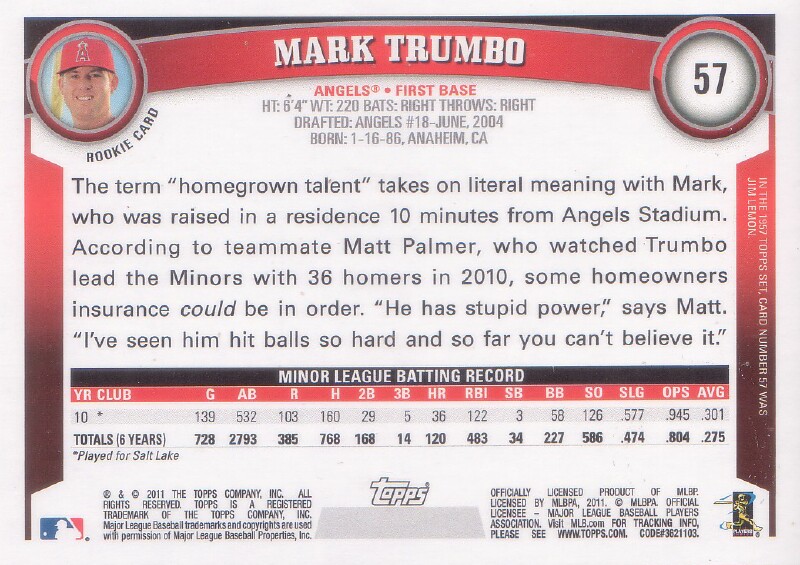 MARK TRUMBO
57
A
ROOKIE CARD
ANGELS® • FIRST BASE
HT: 6'4" WT: 220 BATS: RIGHT THROWS: RIGHT
DRAFTED: ANGELS #18-JUNE, 2004
BORN: 1-16-86, ANAHEIM, CA
The term "homegrown talent" takes on literal meaning with Mark,
who was raised in a residence 10 minutes from Angels Stadium.
According to teammate Matt Palmer, who watched Trumbo
lead the Minors with 36 homers in 2010, some homeowners
insurance could be in order. "He has stupid power," says Matt.
"I've seen him hit balls so hard and so far you can't believe it."
IN THE 1957 TOPPS SET, CARD NUMBER 57 WAS
JIM LEMON.
MINOR LEAGUE BATTING RECORD
YR CLUB G AB R H 2B 3B HR RBI SB BB SO SLG OPS AVG
10 * 139 532 103 160 29 5 36 122 3 58 126 .577 .945 .301
TOTALS (6 YEARS) 728 2793 385 768 168 14 120 483 34 227 586 .474 .804 .275
*Played for Salt Lake
® & © 2011 THE TOPPS COMPANY, INC. ALL
RIGHTS RESERVED. TOPPS IS A REGISTERED
TRADEMARK OF THE TOPPS COMPANY, INC.
Major League Baseball trademarks and copyrights are used
with permission of Major League Baseball Properties, Inc.
Topps®
OFFICIALLY LICENSED PRODUCT OF MLBP.
LICENSED BY MLBPA, 2011. © MLBPA. OFFICIAL
LICENSEE - MAJOR LEAGUE BASEBALL PLAYERS
ASSOCIATION. Visit MLB.com FOR TRACKING INFO,
PLEASE SEE WWW.TOPPS.COM. CODE#3621103.
PLAYERS